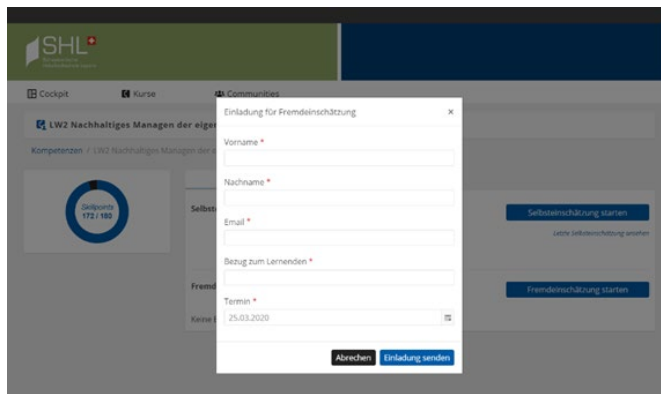 SHL
Cockpit
Kurse
Communities
Einladung für Fremdeinschätzung
×
LW2 Nachhaltiges Managen der eiger
Vorname *
Kompetenzen / LW2 Nachhaltiges Managen der e
Nachname *
Skillpoints
172 / 180
Selbst
Selbsteinschätzung starten
Letzte Selbsteinschätzung ansehen
Email *
Bezug zum Lernenden *
Fremd
Fremdeinschätzung starten
Termin *
Keine E
25.03.2020
Abrechen
Einladung senden